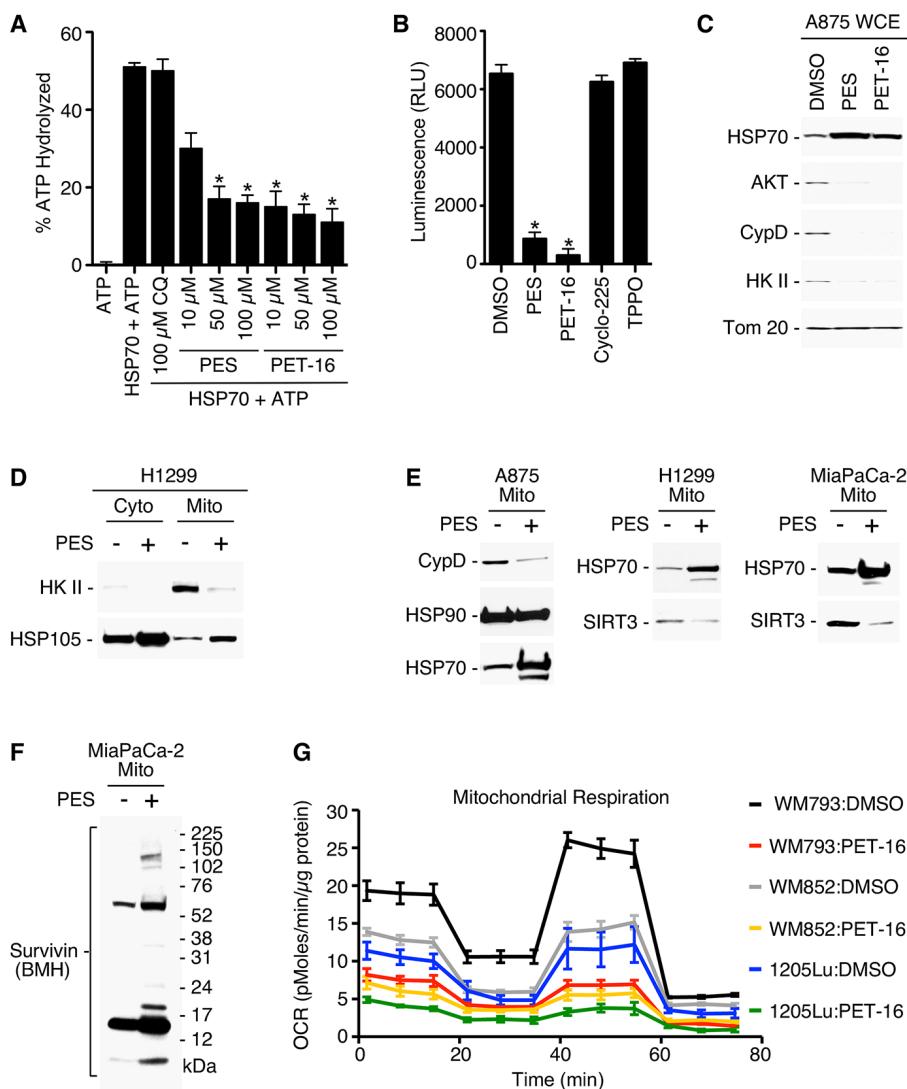 A
% ATP Hydrolyzed
60
40
20
0
ATP
HSP70 + ATP
100 µM CQ
10 µM
50 µM
100 µM
10 µM
50 µM
100 µM
* * * * *
PES
PET-16
HSP70 + ATP
B
Luminescence (RLU)
8000
6000
4000
2000
0
* *
DMSO
PES
PET-16
Cyclo-225
TPPO
C
A875 WCE
DMSO
PES
PET-16
HSP70 -
AKT -
CypD -
HK II -
Tom 20 -
D
H1299
Cyto Mito
PES - + - +
HK II -
HSP105 -
E
A875
Mito
PES - +
CypD -
HSP90 -
HSP70 -
H1299
Mito
PES - +
HSP70 -
SIRT3 -
MiaPaCa-2
Mito
PES - +
HSP70 -
SIRT3 -
F
MiaPaCa-2
Mito
PES - +
Survivin
(BMH)
- 225
- 150
- 102
- 76
- 52
- 38
- 31
- 24
- 17
- 12
kDa
G
Mitochondrial Respiration
OCR (pMoles/min/µg protein)
30
25
20
15
10
5
0
0 20 40 60 80
Time (min)
WM793:DMSO
WM793:PET-16
WM852:DMSO
WM852:PET-16
1205Lu:DMSO
1205Lu:PET-16